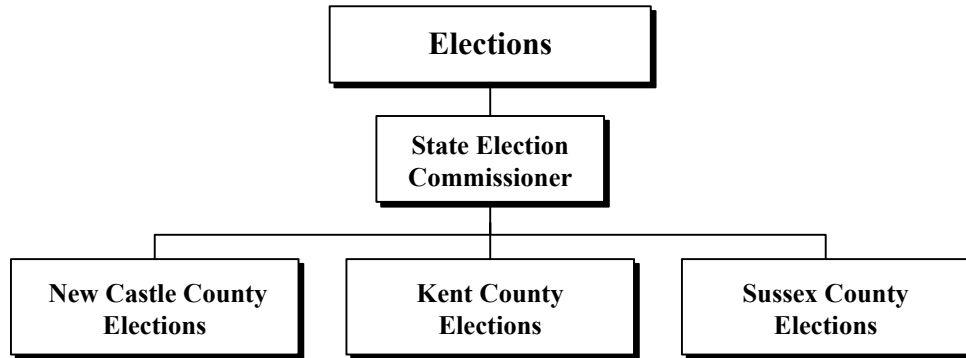 Elections
State Election
Commissioner
New Castle County
Elections
Kent County
Elections
Sussex County
Elections